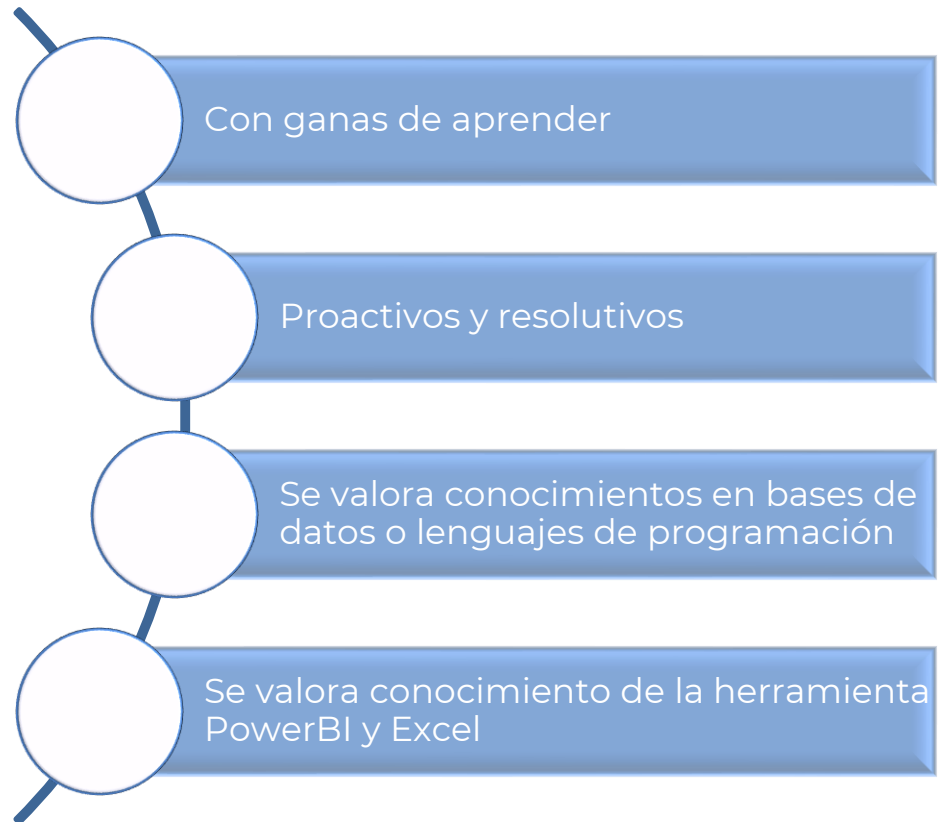 Con ganas de aprender
Proactivos y resolutivos
Se valora conocimientos en bases de
datos o lenguajes de programación
Se valora conocimiento de la herramienta
PowerBI y Excel